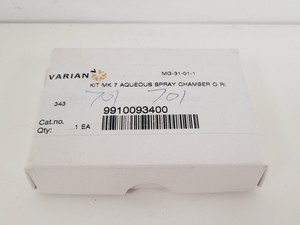 VARIAN
MG-31-01-1
KIT MK 7 AQUEOUS SPRAY CHAMBER O RI
701 701
343
9910093400
Cat.no.
Qty: 1 EA